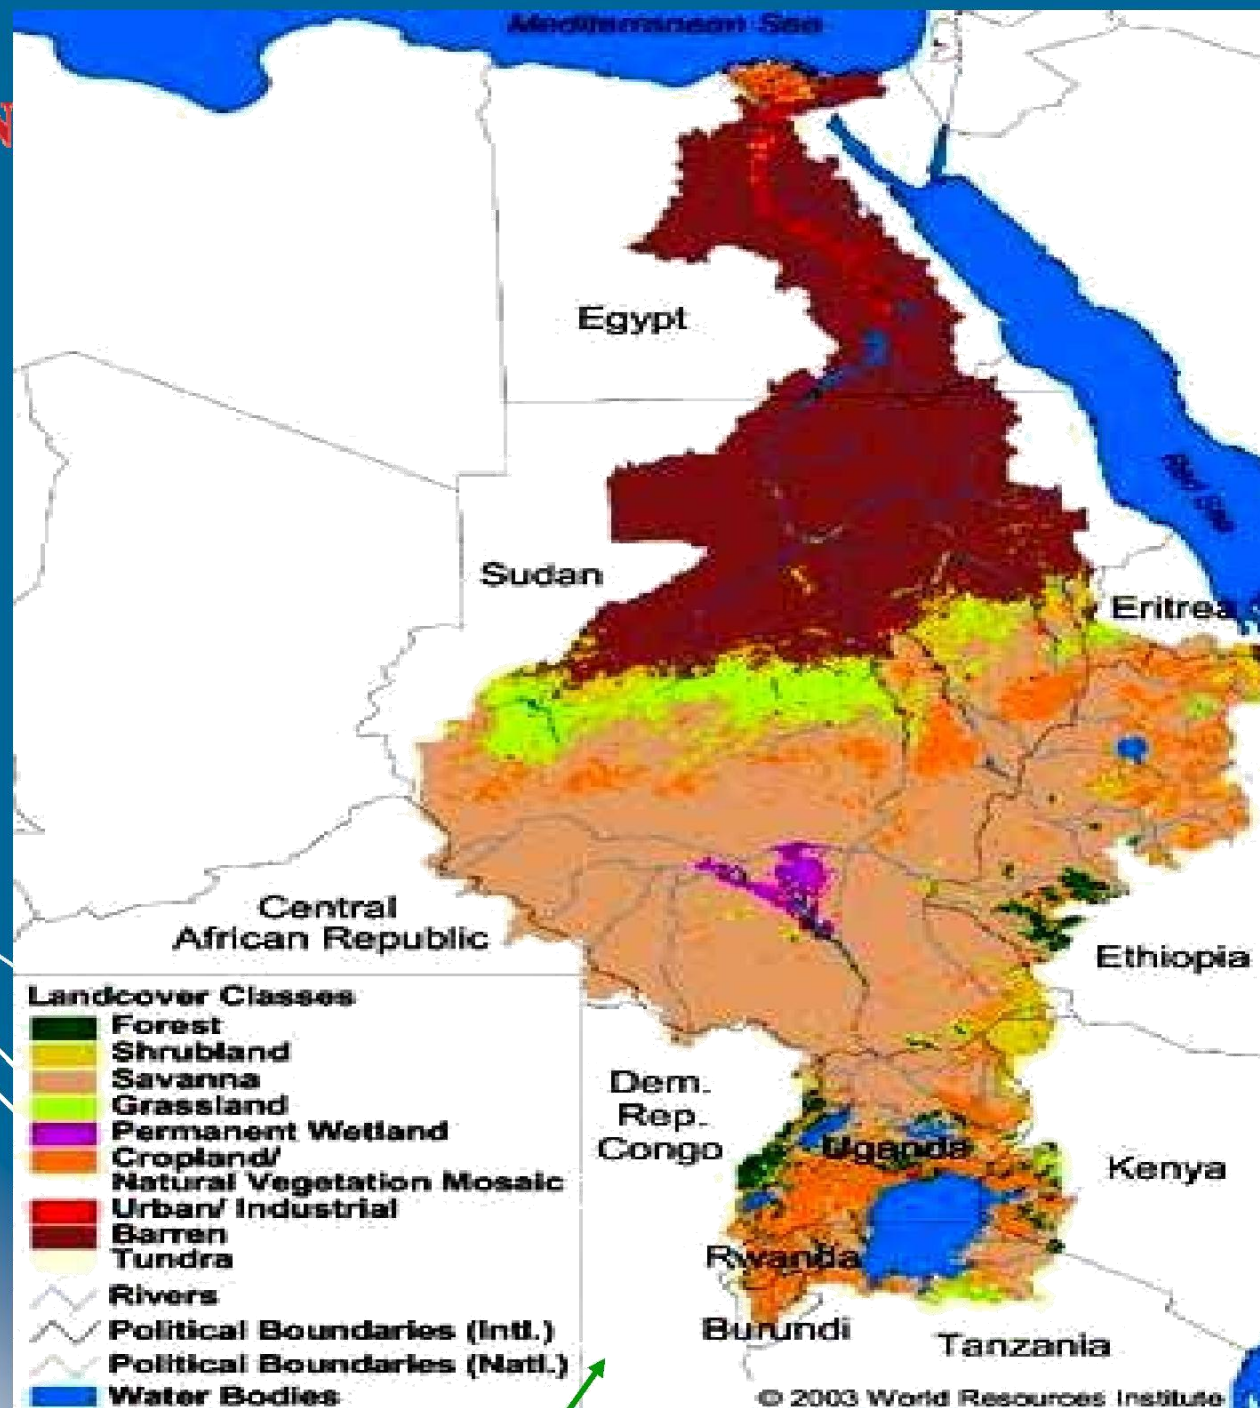 Mediterranean Sea
Egypt
Red Sea
Sudan
Eritrea
Central
African Republic
Ethiopia
Landcover Classes
Forest
Shrubland
Savanna
Grassland
Permanent Wetland
Cropland/
Natural Vegetation Mosaic
Urban/ Industrial
Barren
Tundra
Rivers
Political Boundaries (Intl.)
Political Boundaries (Natl.)
Water Bodies
Dem.
Rep.
Congo
Uganda
Kenya
Rwanda
Burundi
Tanzania
© 2003 World Resources Institute